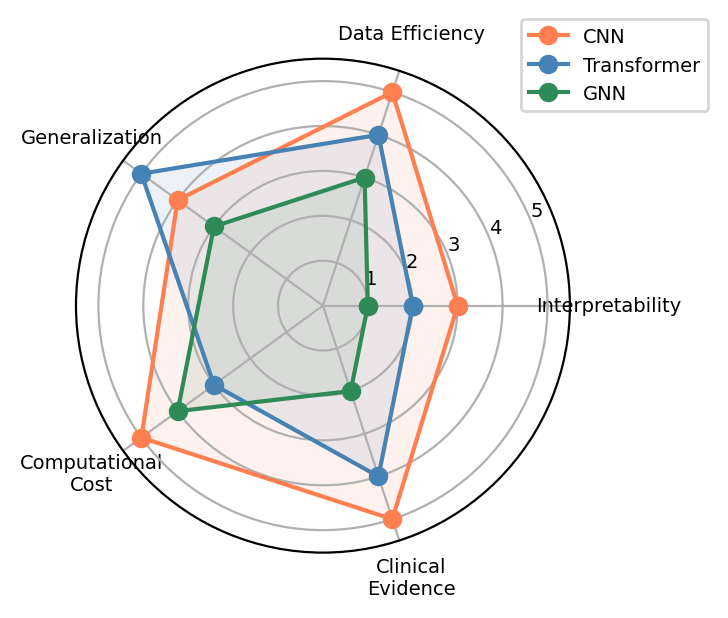 Data Efficiency
CNN
Transformer
GNN
Generalization
5
4
3
2
1
Interpretability
Computational
Cost
Clinical
Evidence